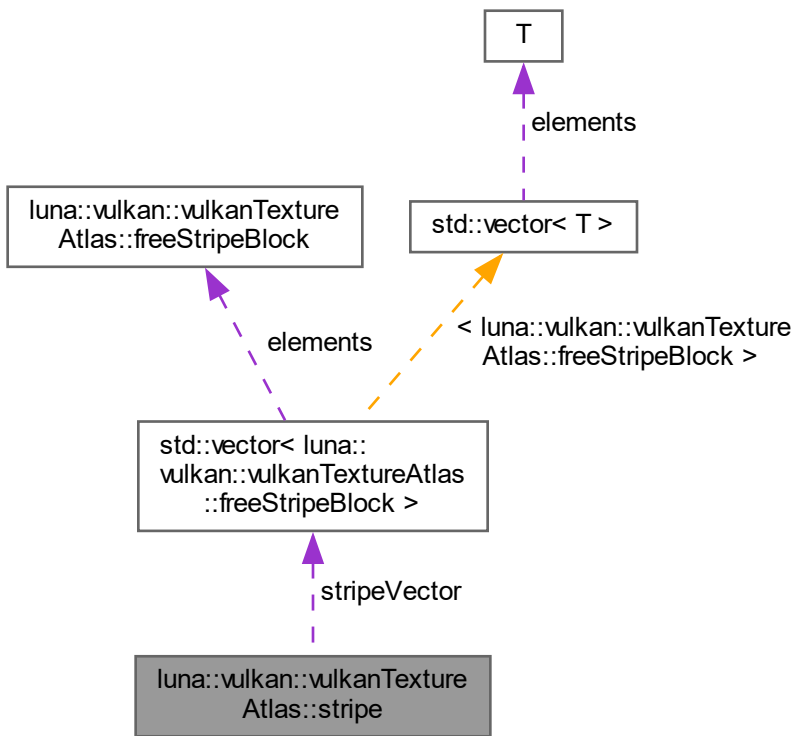 T
elements
luna::vulkan::vulkanTexture
Atlas::freeStripeBlock
std::vector< T >
elements
< luna::vulkan::vulkanTexture
Atlas::freeStripeBlock >
std::vector< luna::
vulkan::vulkanTextureAtlas
::freeStripeBlock >
stripeVector
luna::vulkan::vulkanTexture
Atlas::stripe